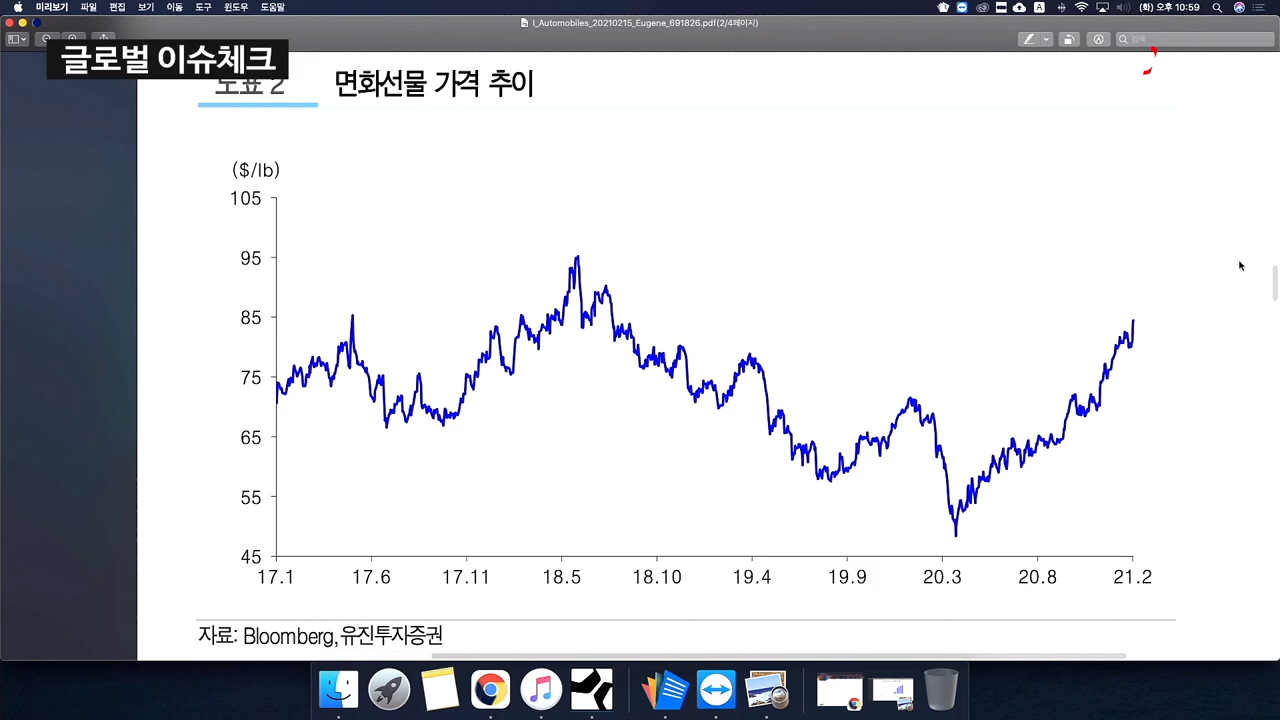 미리보기 파일 편집 보기 이동 도구 윈도우 도움말
(화) 오전 10:59
I_Automobiles_20210215_Eugene_691826.pdf(2/4페이지)
검색
글로벌 이슈체크
도표 2 면화선물 가격 추이
($/lb)
105
95
85
75
65
55
45
17.1 17.6 17.11 18.5 18.10 19.4 19.9 20.3 20.8 21.2
자료: Bloomberg, 유진투자증권